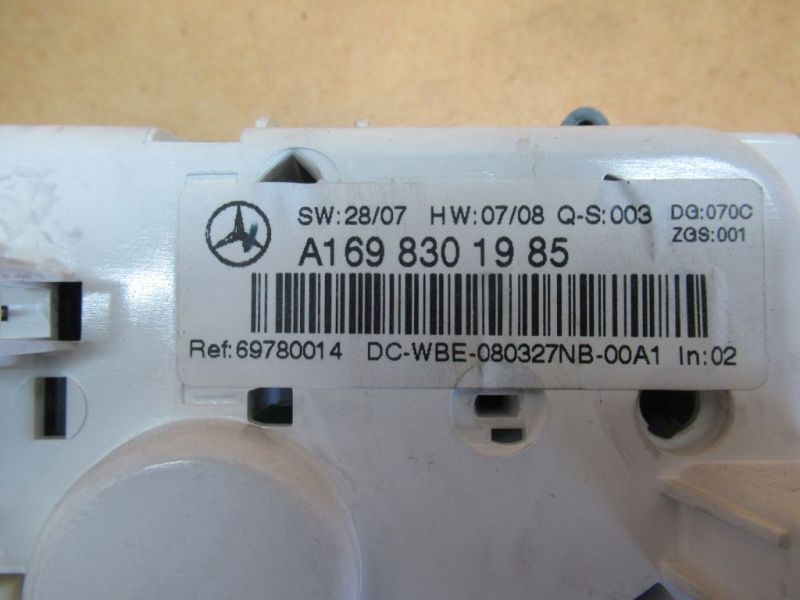 SW:28/07 HW:07/08 Q-S:003 DG:070C
ZGS:001
A169 830 19 85
Ref:69780014 DC-WBE-080327NB-00A1 In:02